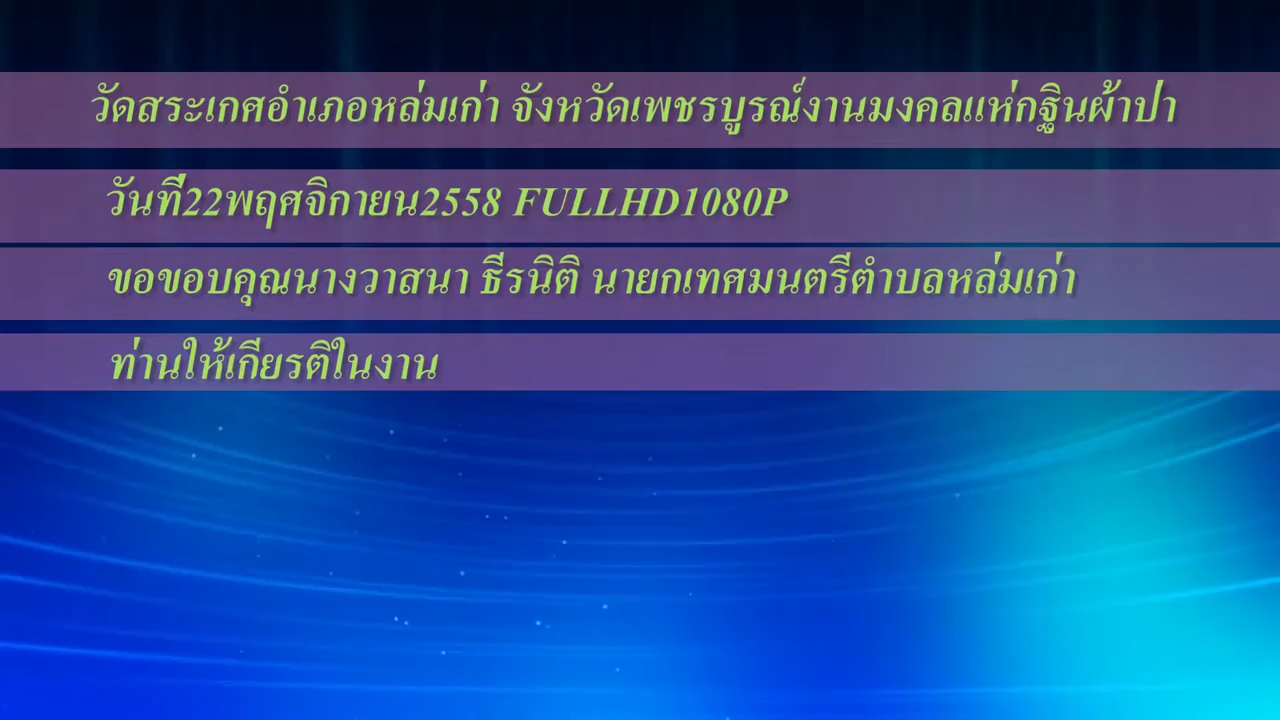 วัดสระเกศอำเภอหล่มเก่า จังหวัดเพชรบูรณ์งานมงคลแห่กฐินผ้าป่า
วันที่22พฤศจิกายน2558 FULLHD1080P
ขอขอบคุณนางวาสนา ธีรนิติ นายกเทศมนตรีตำบลหล่มเก่า
ท่านให้เกียรติในงาน